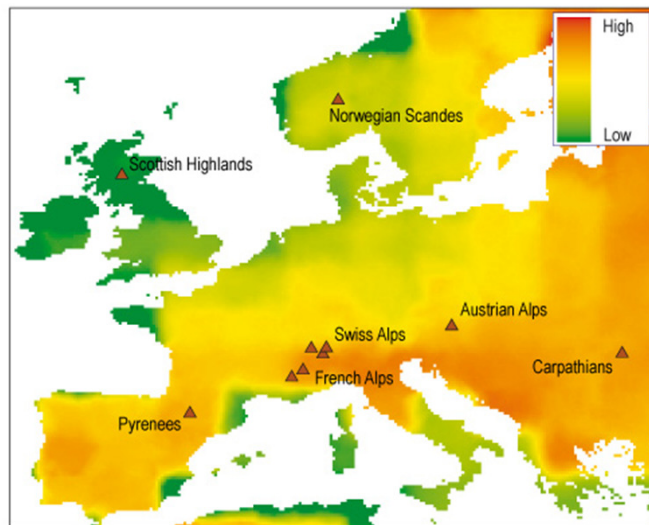 High
Low
Norwegian Scandes
Scottish Highlands
Austrian Alps
Swiss Alps
Carpathians
French Alps
Pyrenees